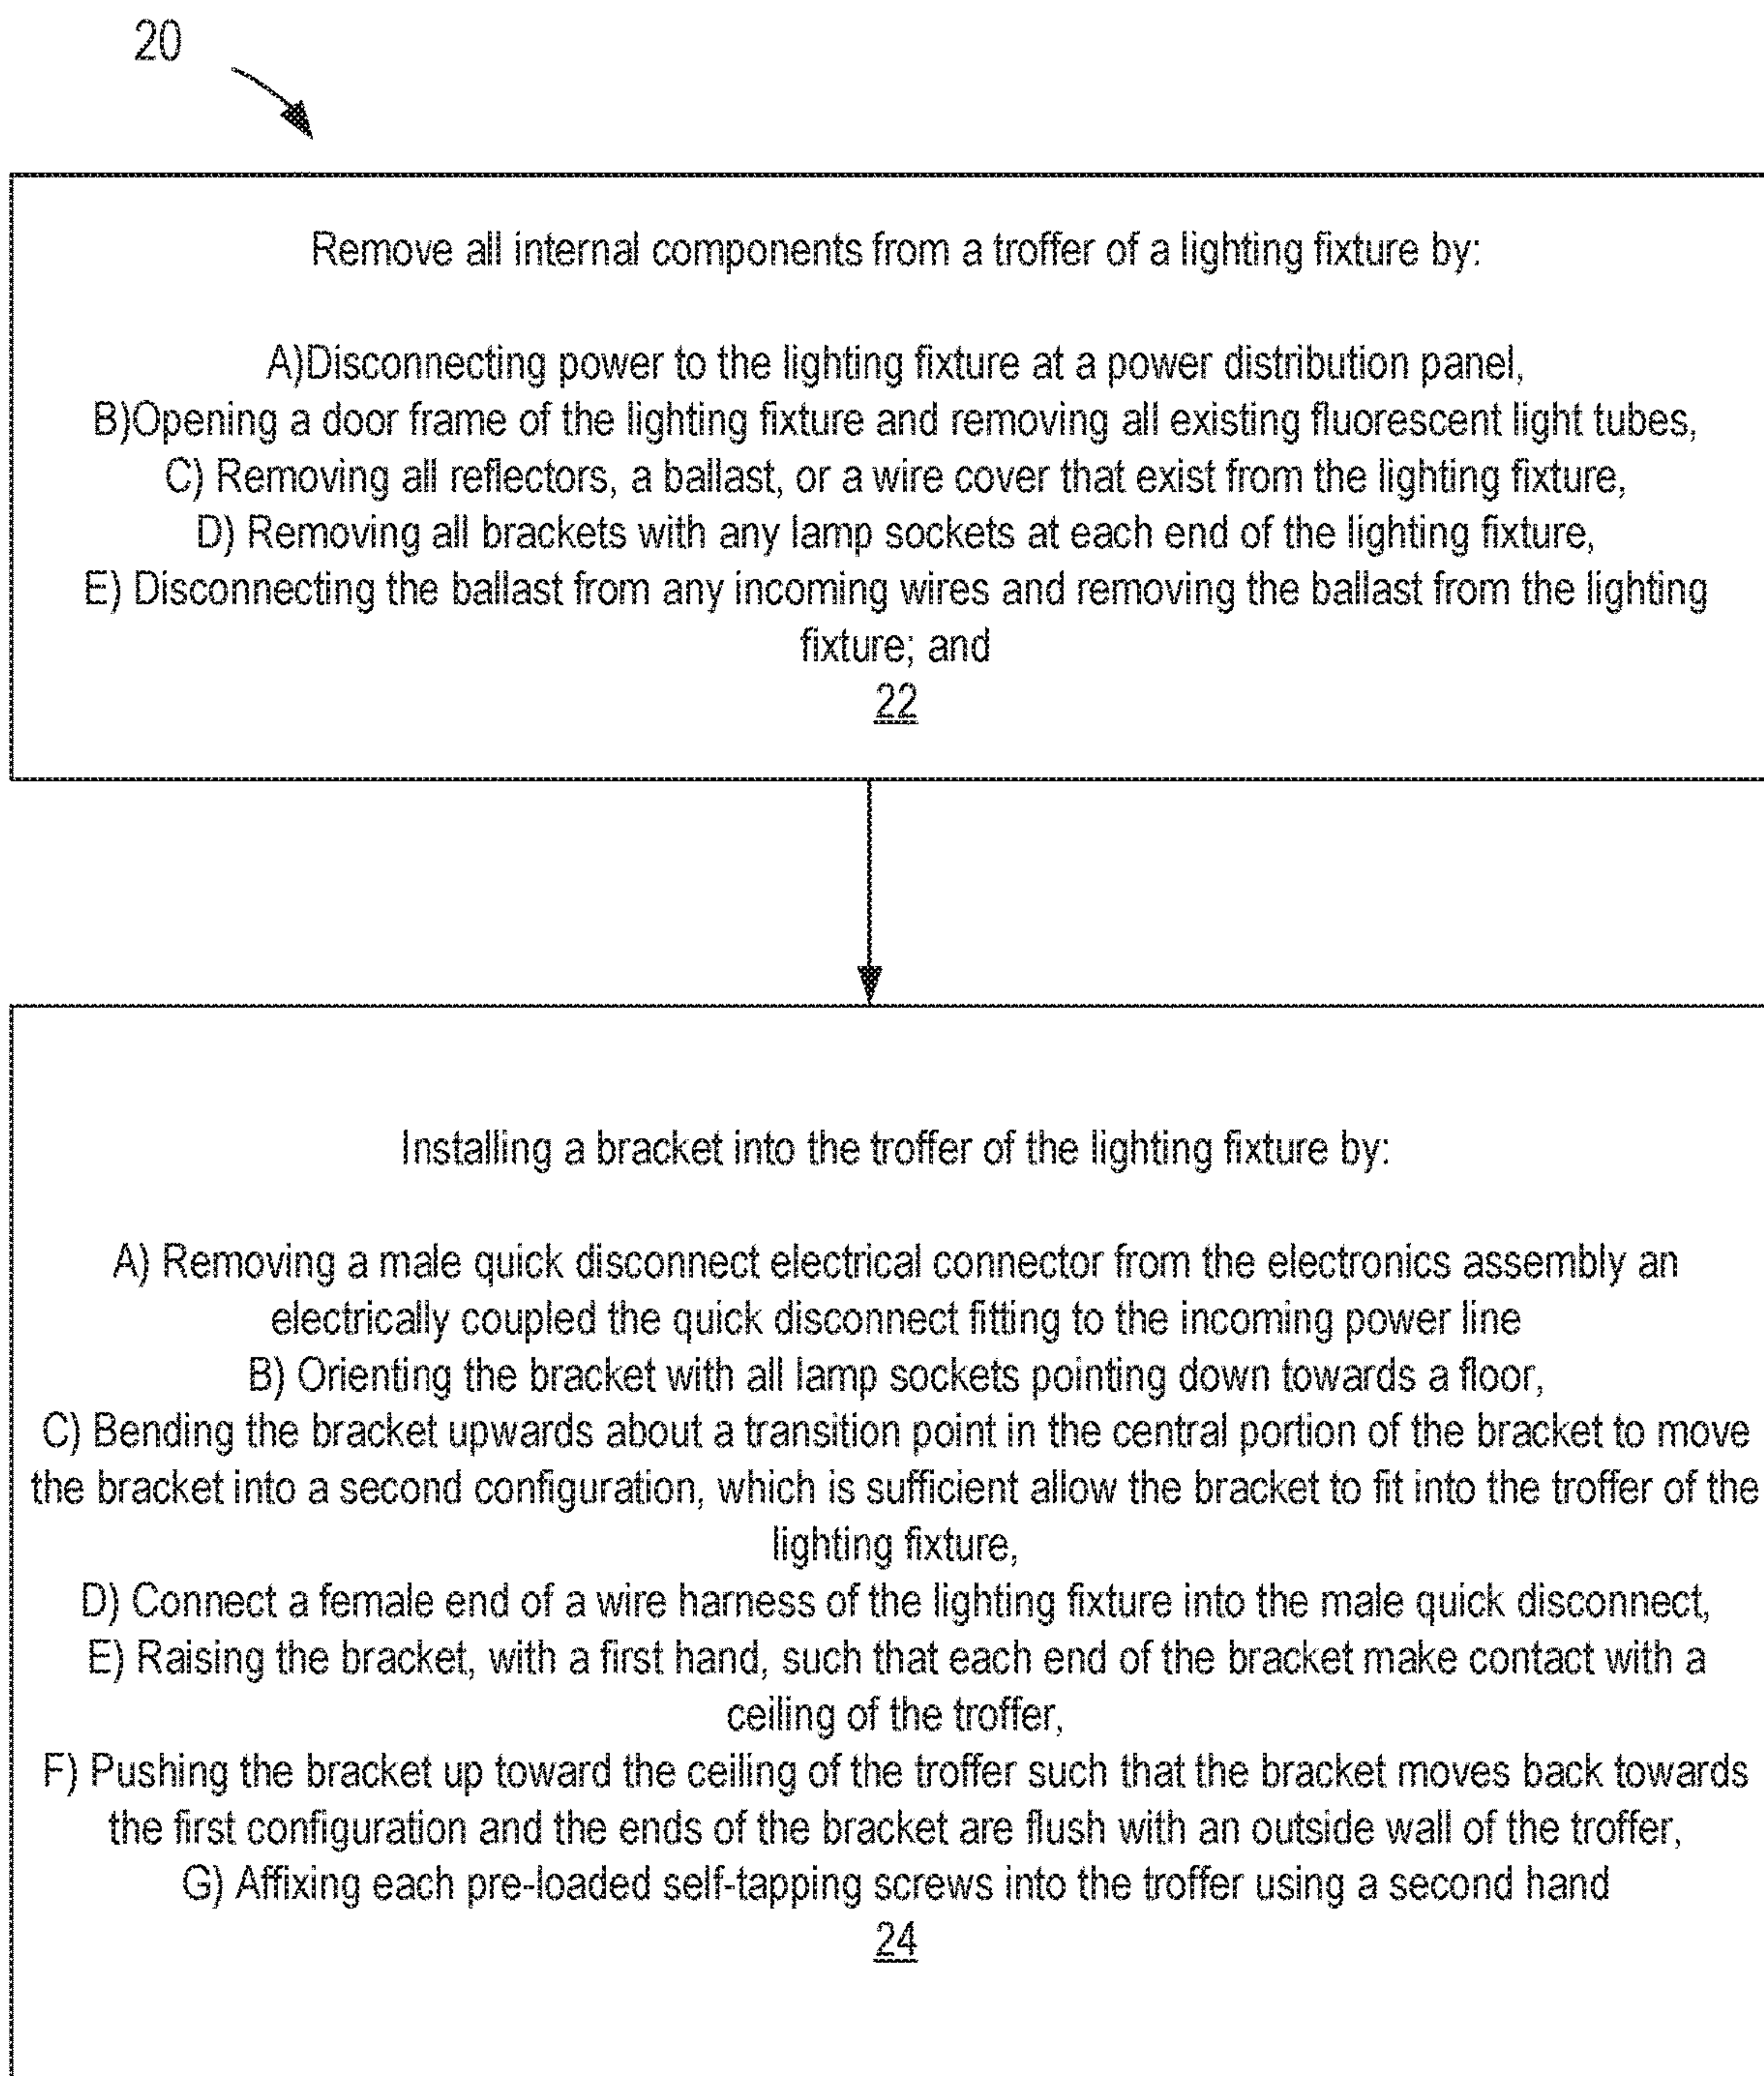 20
Remove all internal components from a troffer of a lighting fixture by:
A)Disconnecting power to the lighting fixture at a power distribution panel,
B)Opening a door frame of the lighting fixture and removing all existing fluorescent light tubes,
C) Removing all reflectors, a ballast, or a wire cover that exist from the lighting fixture,
D) Removing all brackets with any lamp sockets at each end of the lighting fixture,
E) Disconnecting the ballast from any incoming wires and removing the ballast from the lighting
fixture; and
22
Installing a bracket into the troffer of the lighting fixture by:
A) Removing a male quick disconnect electrical connector from the electronics assembly an
electrically coupled the quick disconnect fitting to the incoming power line
B) Orienting the bracket with all lamp sockets pointing down towards a floor,
C) Bending the bracket upwards about a transition point in the central portion of the bracket to move
the bracket into a second configuration, which is sufficient allow the bracket to fit into the troffer of the
lighting fixture,
D) Connect a female end of a wire harness of the lighting fixture into the male quick disconnect,
E) Raising the bracket, with a first hand, such that each end of the bracket make contact with a
ceiling of the troffer,
F) Pushing the bracket up toward the ceiling of the troffer such that the bracket moves back towards
the first configuration and the ends of the bracket are flush with an outside wall of the troffer,
G) Affixing each pre-loaded self-tapping screws into the troffer using a second hand
24